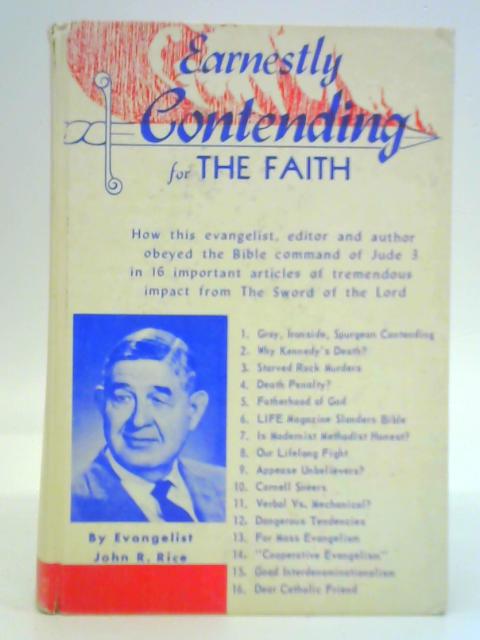 Earnestly
Contending
for THE FAITH
How this evangelist, editor and author
obeyed the Bible command of Jude 3
in 16 important articles of tremendous
impact from The Sword of the Lord
1. Gray, Ironside, Spurgeon Contending
2. Why Kennedy's Death?
3. Starved Rock Murders
4. Death Penalty?
5. Fatherhood of God
6. LIFE Magazine Slanders Bible
7. Is Modernist Methodist Honest?
8. Our Lifelong Fight
9. Appease Unbelievers?
10. Cornell Sneers
11. Verbal Vs. Mechanical?
12. Dangerous Tendencies
13. For Mass Evangelism
14. "Cooperative Evangelism"
15. Good Interdenominationalism
16. Dear Catholic Friend
By Evangelist
John R. Rice